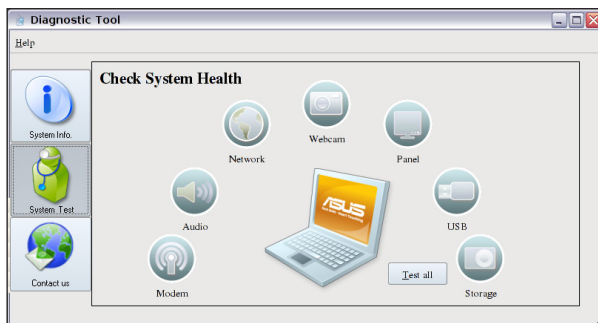 Diagnostic Tool
Help
System Info.
System Test
Contact us
Check System Health
Webcam
Network
Panel
Audio
USB
Modem
Storage
ASUS
Test all